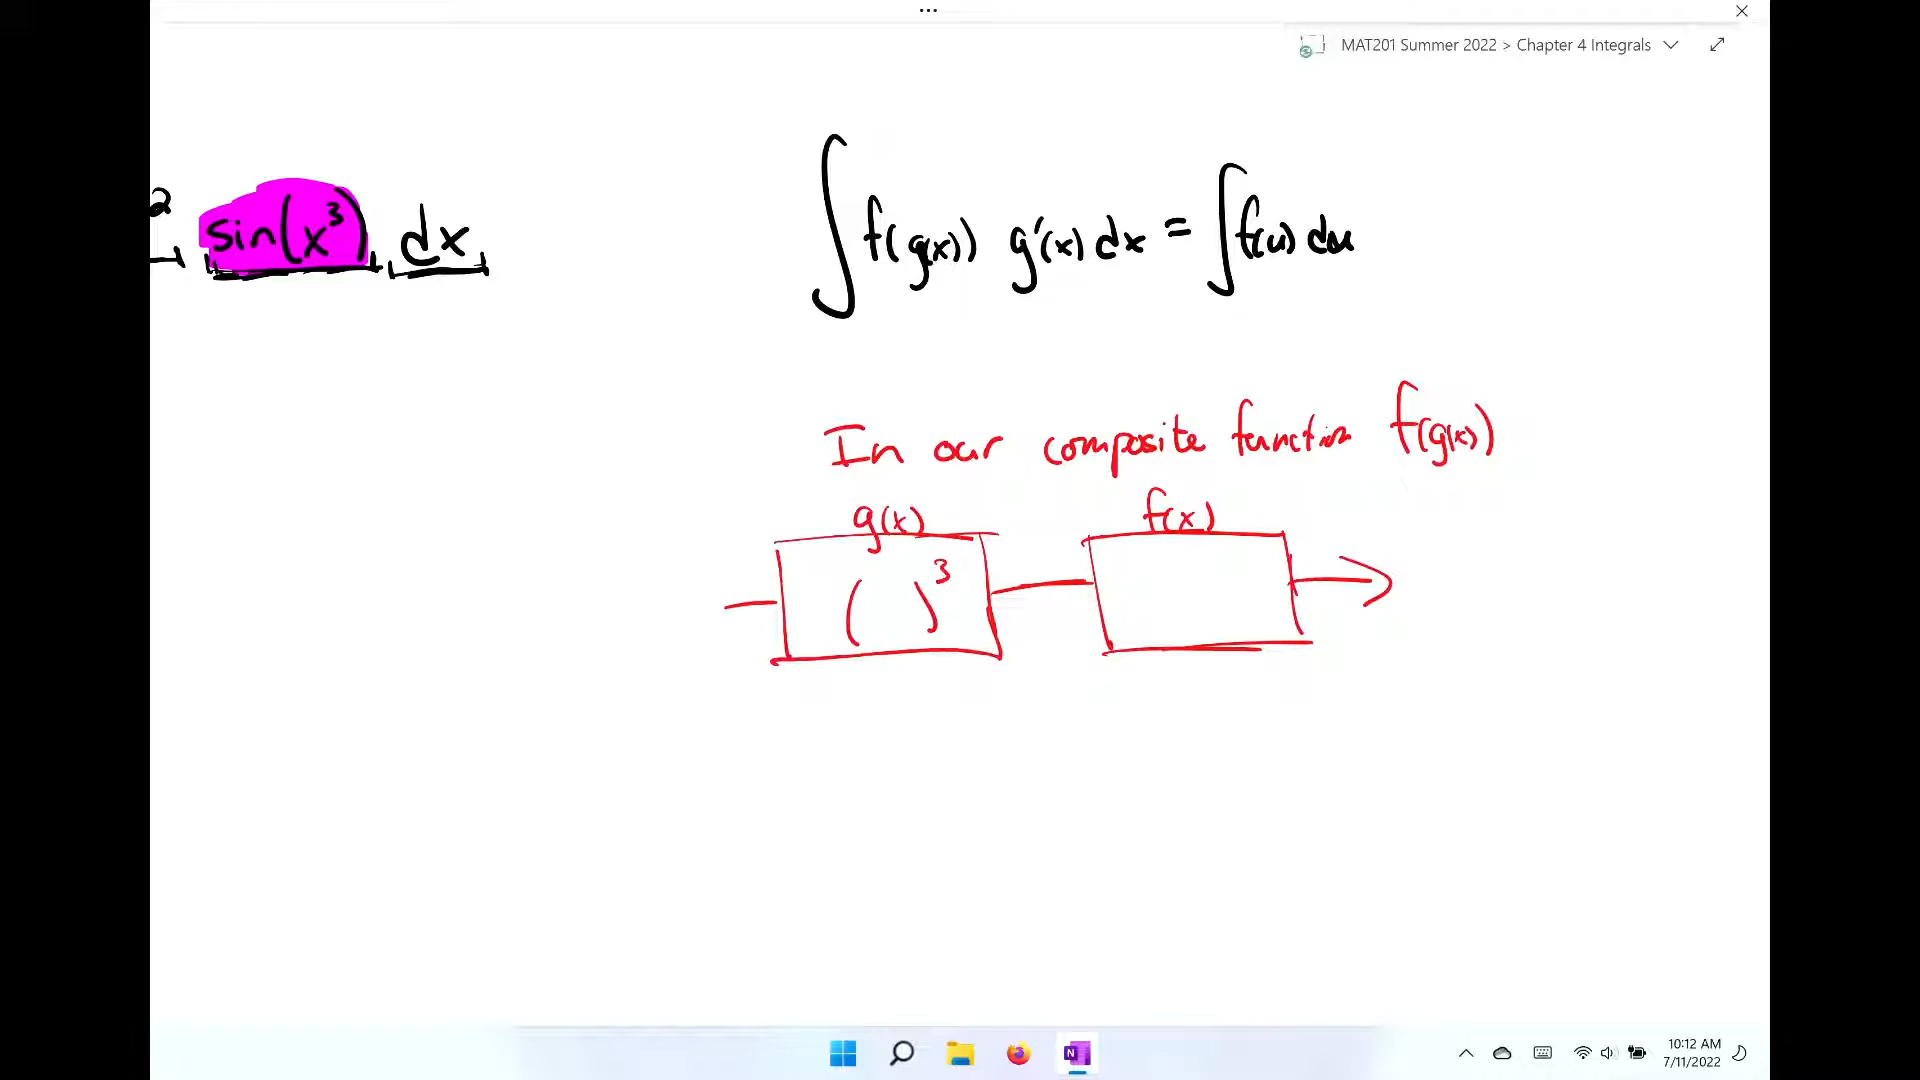 MAT201 Summer 2022 > Chapter 4 Integrals
2 sin(x³) dx
∫ f(g(x)) g'(x) dx = ∫ f(u) du
In our composite function f(g(x))
g(x) f(x)
( )³
10:12 AM
7/11/2022